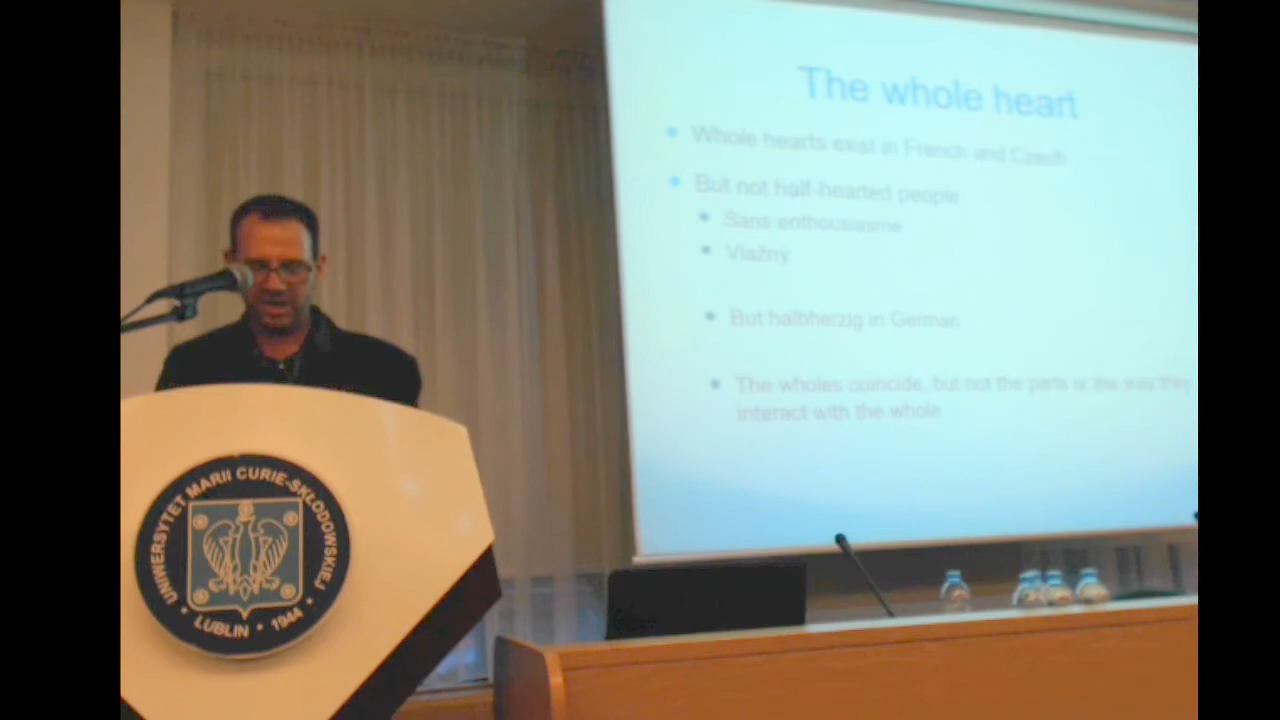 The whole heart
Whole hearts exist in French and Czech
But not half-hearted people
Sans enthousiasme
Vlažný
But halbherzig in German
The wholes coincide, but not the parts or the way they
interact with the whole
UNIWERSYTET MARII CURIE-SKŁODOWSKIEJ
LUBLIN • 1944